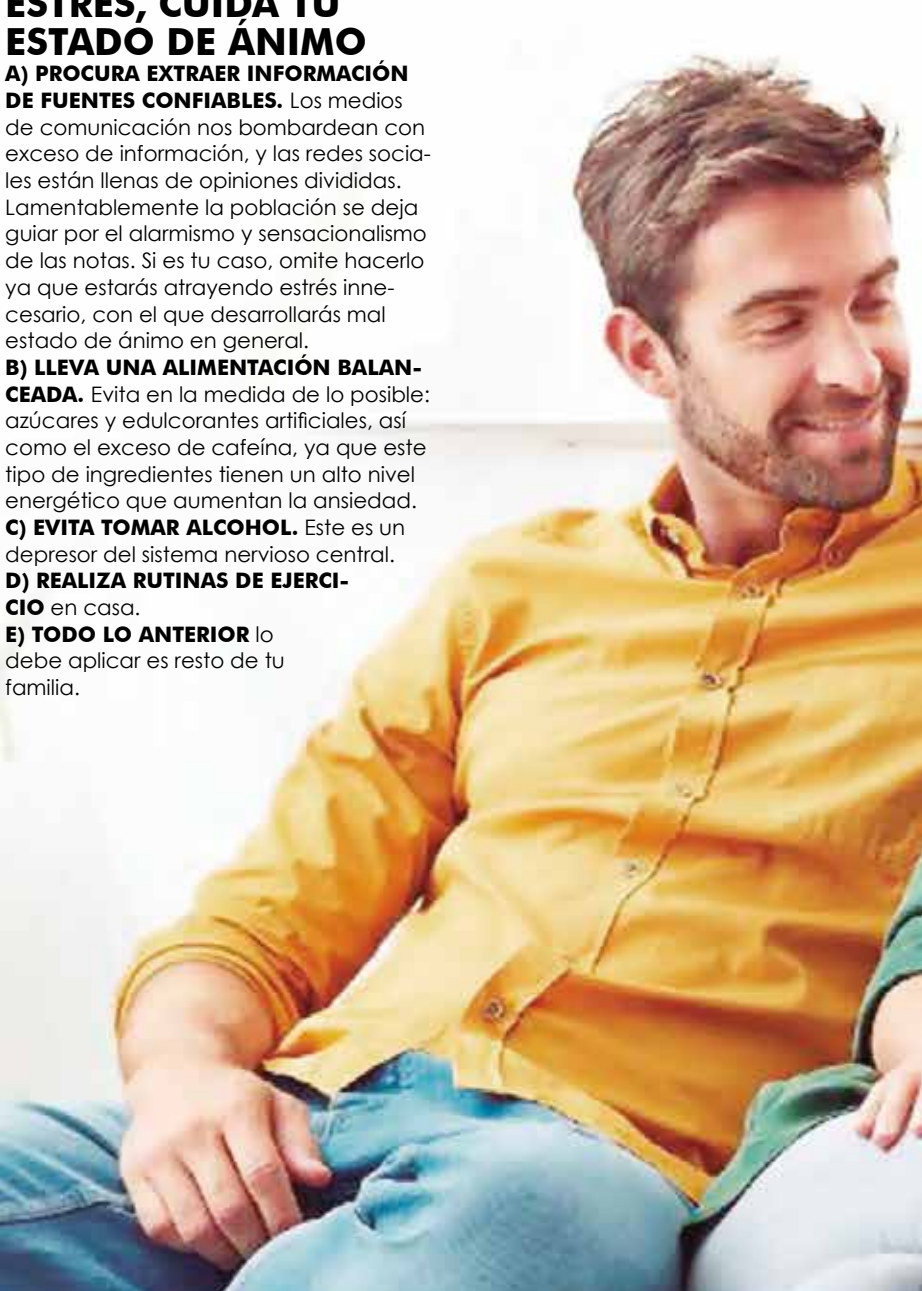 ESTRÉS, CUIDA TU
ESTADO DE ÁNIMO
A) PROCURA EXTRAER INFORMACIÓN
DE FUENTES CONFIABLES. Los medios
de comunicación nos bombardean con
exceso de información, y las redes socia-
les están llenas de opiniones divididas.
Lamentablemente la población se deja
guiar por el alarmismo y sensacionalismo
de las notas. Si es tu caso, omite hacerlo
ya que estarás atrayendo estrés inne-
cesario, con el que desarrollarás mal
estado de ánimo en general.
B) LLEVA UNA ALIMENTACIÓN BALAN-
CEADA. Evita en la medida de lo posible:
azúcares y edulcorantes artificiales, así
como el exceso de cafeína, ya que este
tipo de ingredientes tienen un alto nivel
energético que aumentan la ansiedad.
C) EVITA TOMAR ALCOHOL. Este es un
depresor del sistema nervioso central.
D) REALIZA RUTINAS DE EJERCI-
CIO en casa.
E) TODO LO ANTERIOR lo
debe aplicar es resto de tu
familia.